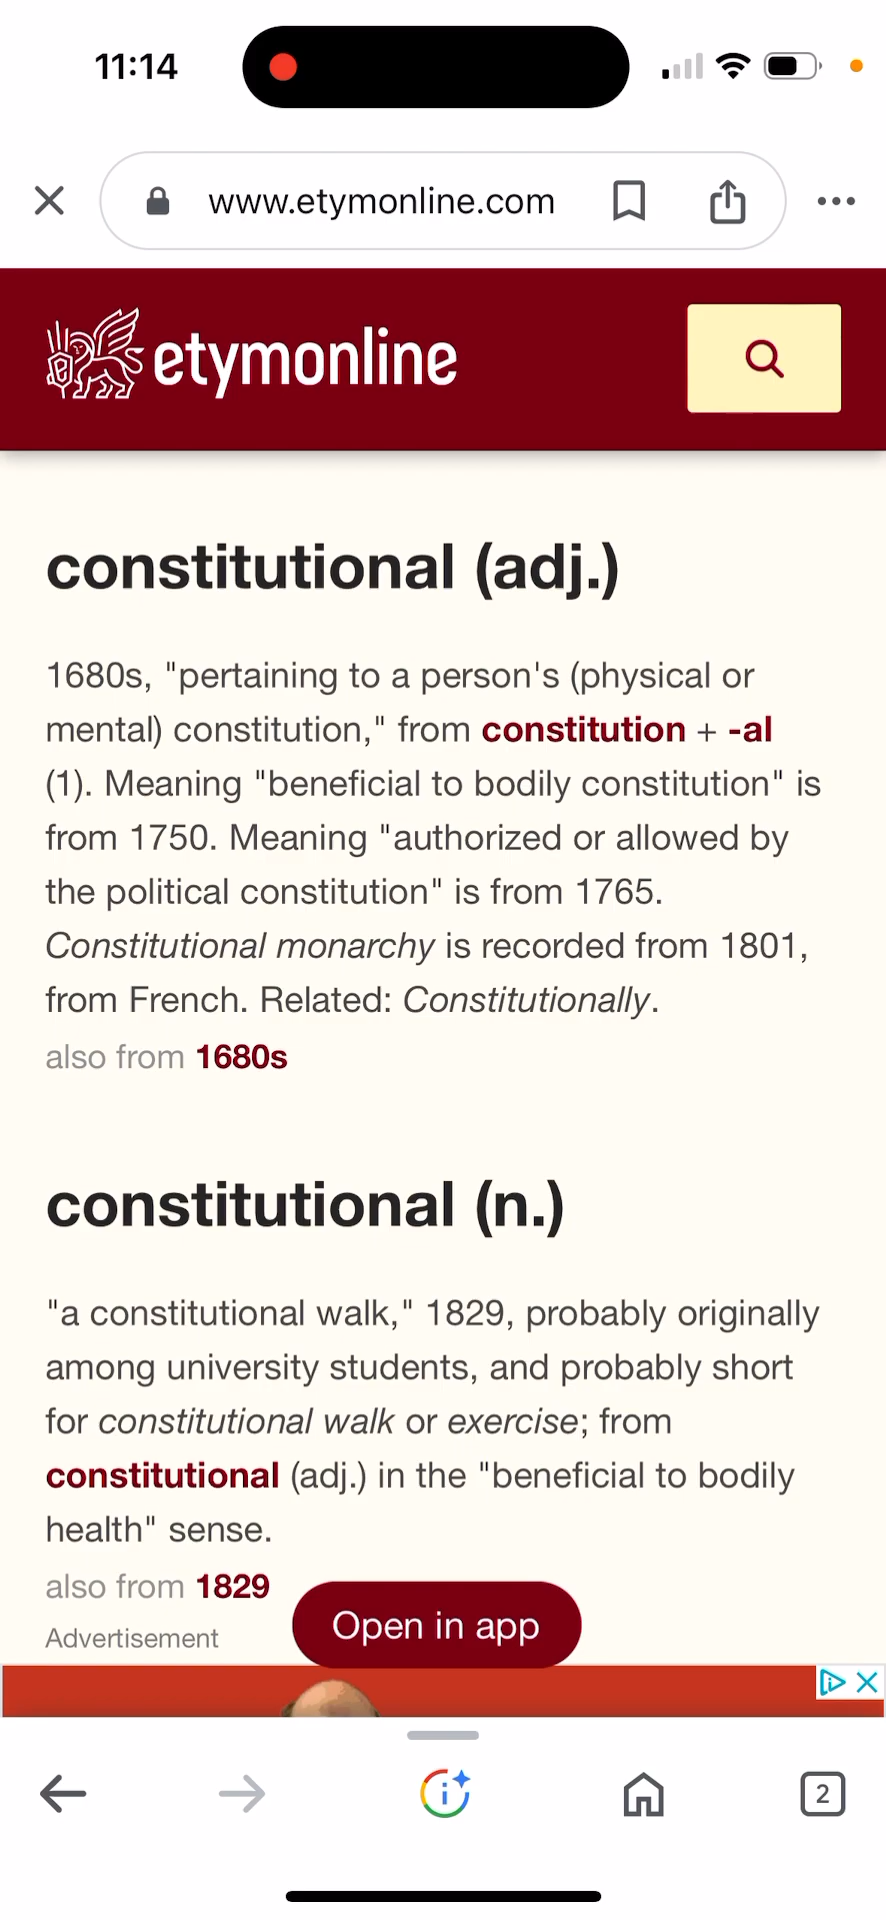 11:14
www.etymonline.com
etymonline
constitutional (adj.)
1680s, "pertaining to a person's (physical or
mental) constitution," from constitution + -al
(1). Meaning "beneficial to bodily constitution" is
from 1750. Meaning "authorized or allowed by
the political constitution" is from 1765.
Constitutional monarchy is recorded from 1801,
from French. Related: Constitutionally.
also from 1680s
constitutional (n.)
"a constitutional walk," 1829, probably originally
among university students, and probably short
for constitutional walk or exercise; from
constitutional (adj.) in the "beneficial to bodily
health" sense.
also from 1829
Open in app
Advertisement
2